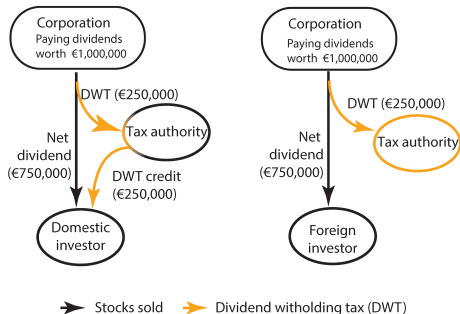 Corporation
Paying dividends
worth €1,000,000
DWT (€250,000)
Tax authority
Net
dividend
(€750,000)
DWT credit
(€250,000)
Domestic
investor
Corporation
Paying dividends
worth €1,000,000
DWT (€250,000)
Tax authority
Net
dividend
(€750,000)
Foreign
investor
Stocks sold
Dividend witholding tax (DWT)